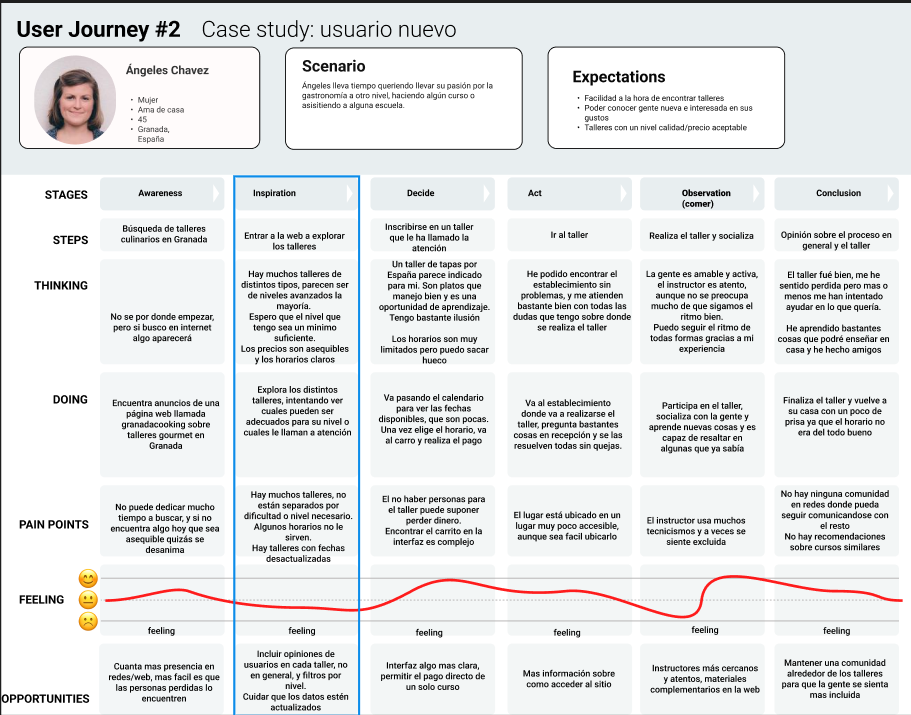 User Journey #2 Case study: usuario nuevo
Ángeles Chavez
• Mujer
• Ama de casa
• 45
• Granada,
España
Scenario
Ángeles lleva tiempo queriendo llevar su pasión por la
gastronomía a otro nivel, haciendo algún curso o
asisitiendo a alguna escuela.
Expectations
• Facilidad a la hora de encontrar talleres
• Poder conocer gente nueva e interesada en sus
gustos
• Talleres con un nivel calidad/precio aceptable
STAGES
Awareness
Inspiration
Decide
Act
Observation
(comer)
Conclusion
STEPS
Búsqueda de talleres
culinarios en Granada
Entrar a la web a explorar
los talleres
Inscribirse en un taller
que le ha llamado la
atención
Ir al taller
Realiza el taller y socializa
Opinión sobre el proceso en
general y el taller
THINKING
No se por donde empezar,
pero si busco en internet
algo aparecerá
Hay muchos talleres de
distintos tipos, parecen ser
de niveles avanzados la
mayoría.
Espero que el nivel que
tengo sea un minimo
suficiente.
Los precios son asequibles
y los horarios claros
Un taller de tapas por
España parece indicado
para mi. Son platos que
manejo bien y es una
oportunidad de aprendizaje.
Tengo bastante ilusión
Los horarios son muy
limitados pero puedo sacar
hueco
He podido encontrar el
establecimiento sin
problemas, y me atienden
bastante bien con todas las
dudas que tengo sobre donde
se realiza el taller
La gente es amable y activa,
el instructor es atento,
aunque no se preocupa
mucho de que sigamos el
ritmo bien.
Puedo seguir el ritmo de
todas formas gracias a mi
experiencia
El taller fué bien, me he
sentido perdida pero mas o
menos me han intentado
ayudar en lo que quería.
He aprendido bastantes
cosas que podré enseñar en
casa y he hecho amigos
DOING
Encuentra anuncios de una
página web llamada
granadacooking sobre
talleres gourmet en
Granada
Explora los distintos
talleres, intentando ver
cuales pueden ser
adecuados para su nivel o
cuales le llaman a atención
Va pasando el calendario
para ver las fechas
disponibles, que son pocas.
Una vez elige el horario, va
al carro y realiza el pago
Va al establecimiento
donde va a realizarse el
taller, pregunta bastantes
cosas en recepción y se las
resuelven todas sin quejas.
Participa en el taller,
socializa con la gente y
aprende nuevas cosas y es
capaz de resaltar en
algunas que ya sabía
Finaliza el taller y vuelve a
su casa con un poco de
prisa ya que el horario no
era del todo bueno
PAIN POINTS
No puede dedicar mucho
tiempo a buscar, y si no
encuentra algo hoy que sea
asequible quizás se
desanima
Hay muchos talleres, no
están separados por
dificultad o nivel necesario.
Algunos horarios no le
sirven.
Hay talleres con fechas
desactualizadas
El no haber personas para
el taller puede suponer
perder dinero.
Encontrar el carrito en la
interfaz es complejo
El lugar está ubicado en un
lugar muy poco accesible,
aunque sea facil ubicarlo
El instructor usa muchos
tecnicismos y a veces se
siente excluida
No hay ninguna comunidad
en redes donde pueda
seguir comunicandose con
el resto
No hay recomendaciones
sobre cursos similares
FEELING
feeling
feeling
feeling
feeling
feeling
feeling
OPPORTUNITIES
Cuanta mas presencia en
redes/web, mas facil es que
las personas perdidas lo
encuentren
Incluir opiniones de
usuarios en cada taller, no
en general, y filtros por
nivel.
Cuidar que los datos estén
actualizados
Interfaz algo mas clara,
permitir el pago directo de
un solo curso
Mas información sobre
como acceder al sitio
Instructores más cercanos
y atentos, materiales
complementarios en la web
Mantener una comunidad
alrededor de los talleres
para que la gente se sienta
mas incluida